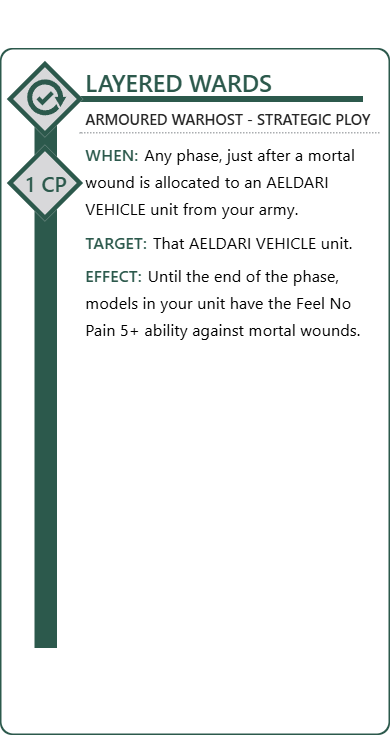 LAYERED WARDS
ARMOURED WARHOST - STRATEGIC PLOY
WHEN: Any phase, just after a mortal
1 CP wound is allocated to an AELDARI
VEHICLE unit from your army.
TARGET: That AELDARI VEHICLE unit.
EFFECT: Until the end of the phase,
models in your unit have the Feel No
Pain 5+ ability against mortal wounds.